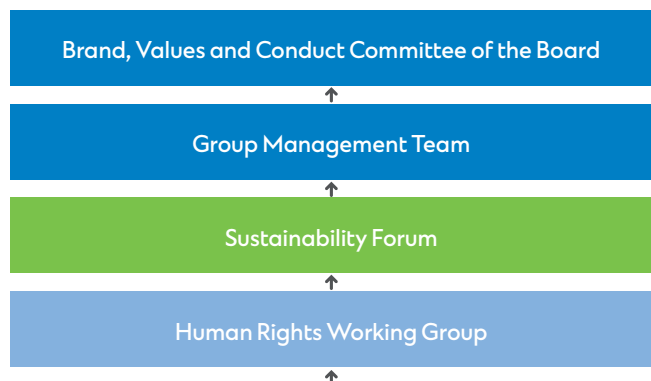 Brand, Values and Conduct Committee of the Board
Group Management Team
Sustainability Forum
Human Rights Working Group